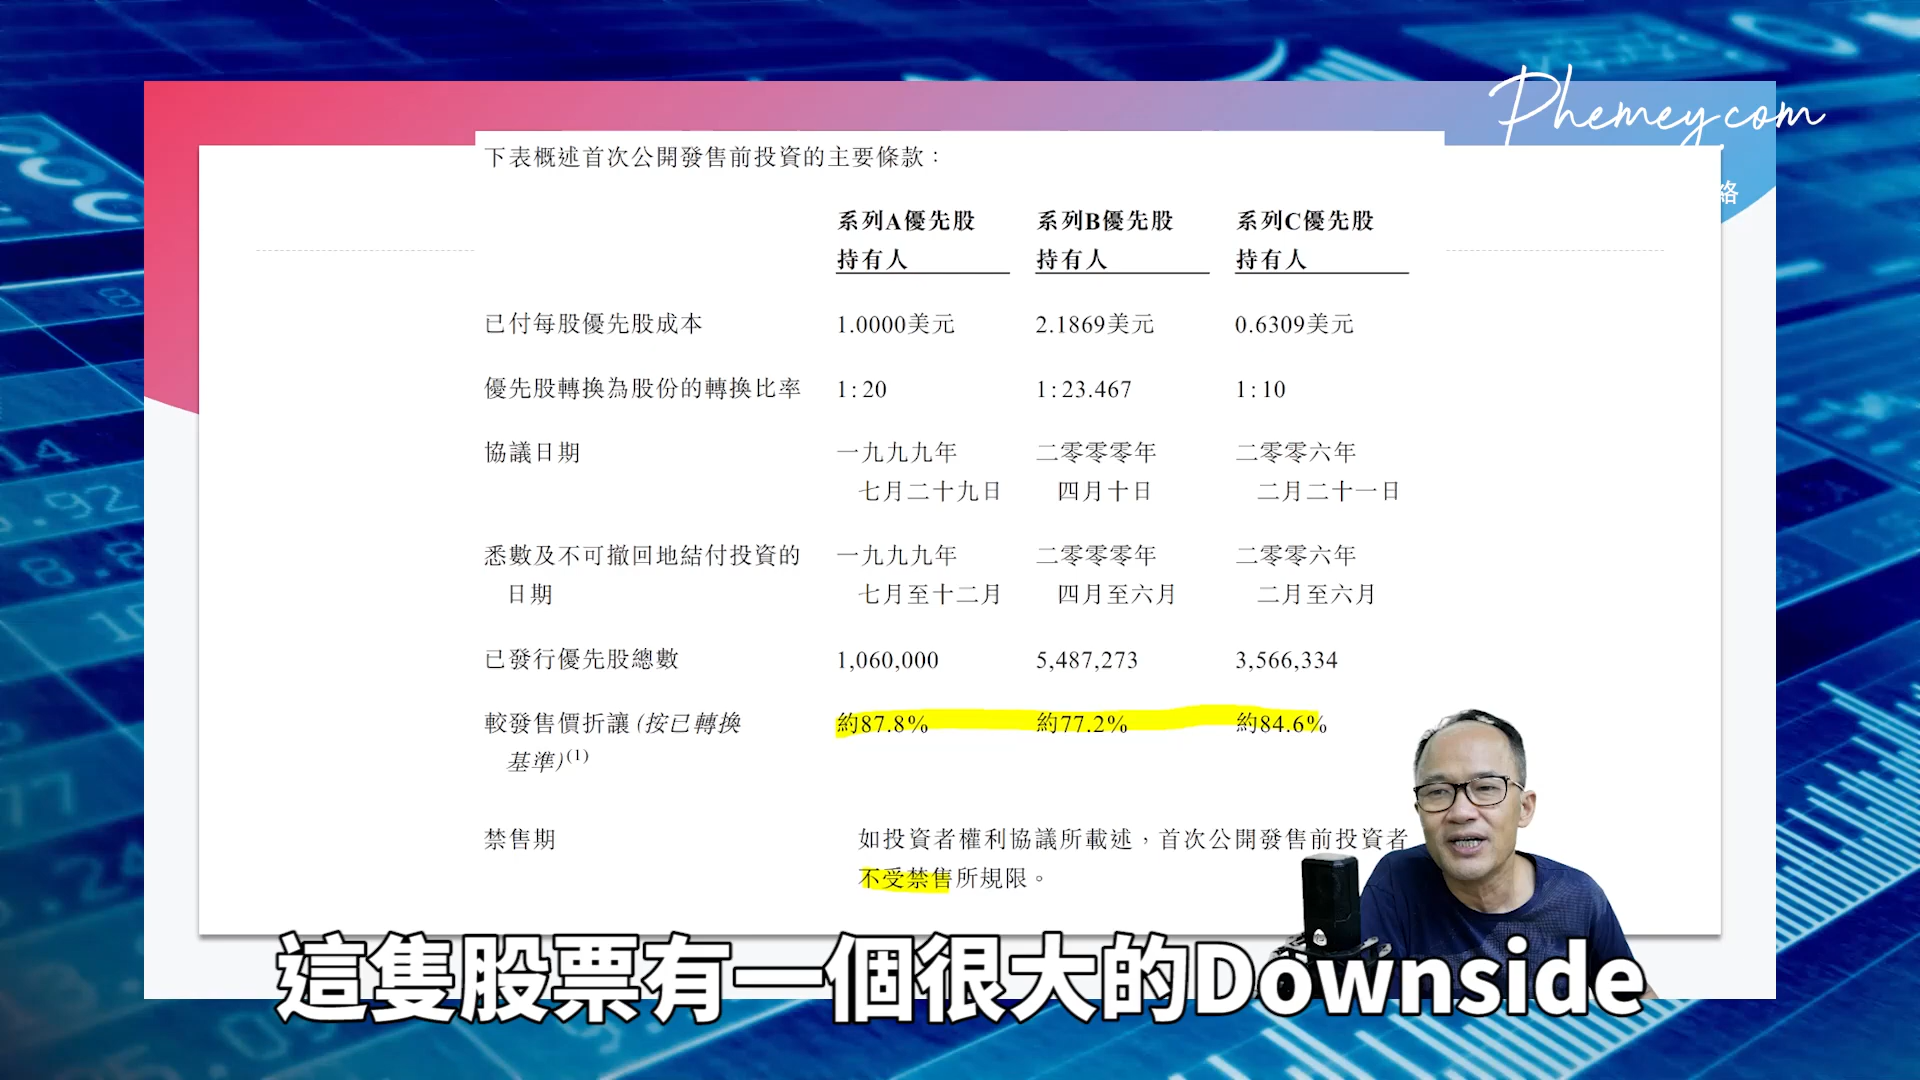 Phemey.com
絡
下表概述首次公開發售前投資的主要條款：
系列A優先股 系列B優先股 系列C優先股
持有人 持有人 持有人
已付每股優先股成本 1.0000美元 2.1869美元 0.6309美元
優先股轉換為股份的轉換比率 1:20 1:23.467 1:10
協議日期 一九九九年 二零零零年 二零零六年
七月二十九日 四月十日 二月二十一日
悉數及不可撤回地結付投資的 一九九九年 二零零零年 二零零六年
日期 七月至十二月 四月至六月 二月至六月
已發行優先股總數 1,060,000 5,487,273 3,566,334
較發售價折讓(按已轉換 約87.8% 約77.2% 約84.6%
基準)(1)
禁售期 如投資者權利協議所載述，首次公開發售前投資者
不受禁售所規限。
這隻股票有一個很大的Downside